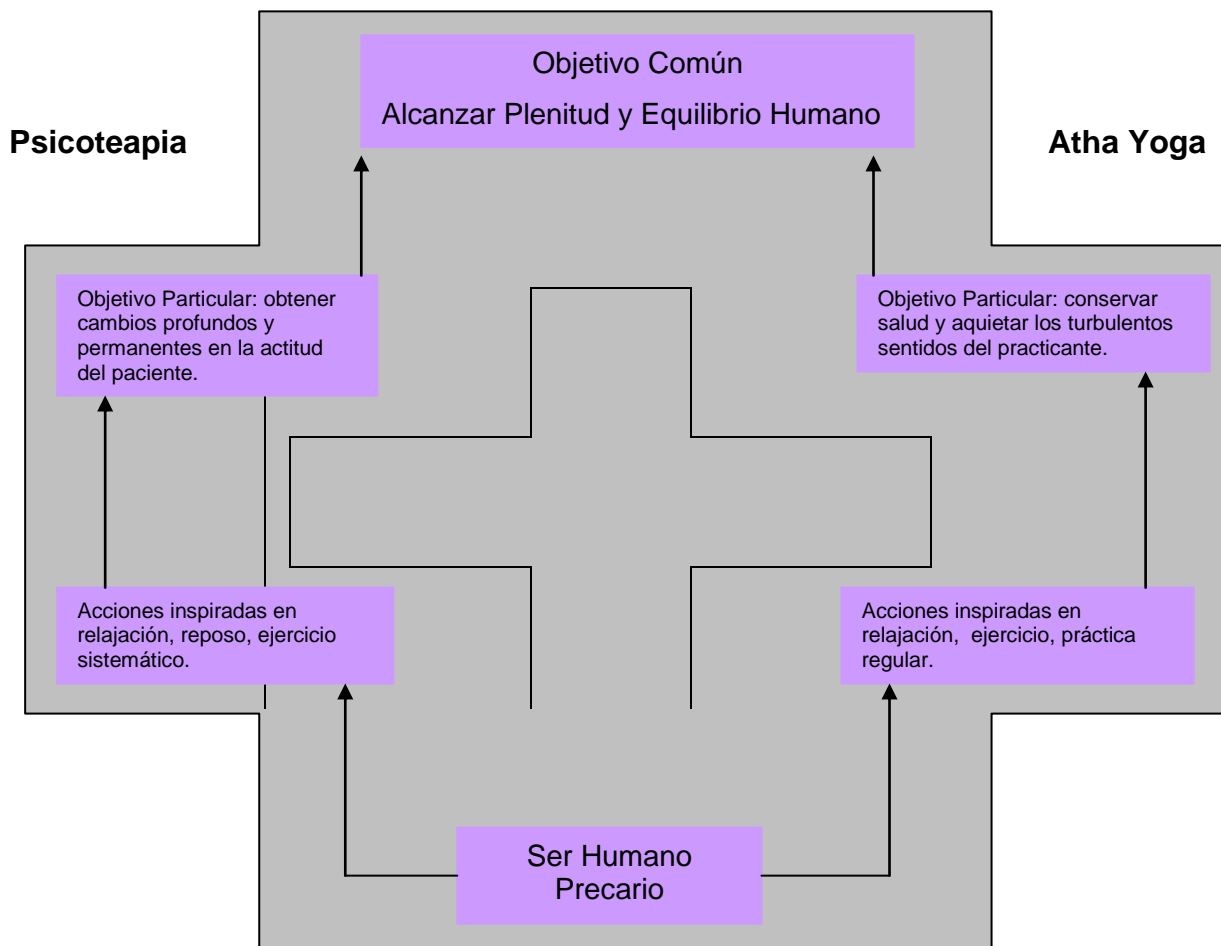 Objetivo Común
Alcanzar Plenitud y Equilibrio Humano
Psicoteapia
Atha Yoga
Objetivo Particular: obtener
cambios profundos y
permanentes en la actitud
del paciente.
Objetivo Particular: conservar
salud y aquietar los turbulentos
sentidos del practicante.
Acciones inspiradas en
relajación, reposo, ejercicio
sistemático.
Acciones inspiradas en
relajación, ejercicio, práctica
regular.
Ser Humano
Precario